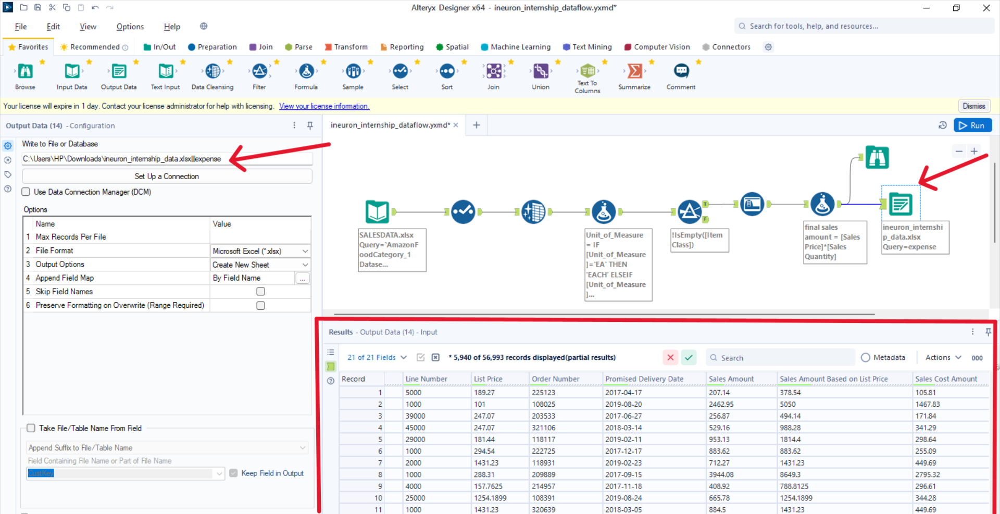 Alteryx Designer x64 - ineuron_internship_dataflow.yxmd*
File Edit View Options Help
Search for tools, help, and resources...
Favorites Recommended In/Out Preparation Join Parse Transform Reporting Spatial Machine Learning Text Mining Computer Vision Connectors
Browse Input Data Output Data Text Input Data Cleansing Filter Formula Sample Select Sort Join Union Text To Columns Summarize Comment
Your license will expire in 1 day. Contact your license administrator for help with licensing. View your license information. Dismiss
Output Data (14) - Configuration
Write to File or Database
C:\Users\HP\Downloads\ineuron_internship_data.xlsx|||expense
Set Up a Connection
Use Data Connection Manager (DCM)
Options
Name Value
1 Max Records Per File
2 File Format Microsoft Excel (*.xlsx)
3 Output Options Create New Sheet
4 Append Field Map By Field Name ...
5 Skip Field Names
6 Preserve Formatting on Overwrite (Range Required)
Take File/Table Name From Field
Append Suffix to File/Table Name
Field Containing File Name or Part of File Name
CustKey
Keep Field in Output
ineuron_internship_dataflow.yxmd*
Run
SALESDATA.xlsx
Query=`AmazonF
oodCategory_1
Datase...
Unit_of_Measure
= IF
[Unit_of_Measure
]='EA' THEN
'EACH' ELSEIF
[Unit_of_Measure
]...
T
F
!IsEmpty([Item
Class])
final sales
amount = [Sales
Price]*[Sales
Quantity]
ineuron_internshi
p_data.xlsx
Query=expense
Results - Output Data (14) - Input
21 of 21 Fields * 5,940 of 56,993 records displayed(partial results) Search Metadata Actions 000
Record Line Number List Price Order Number Promised Delivery Date Sales Amount Sales Amount Based on List Price Sales Cost Amount
1 5000 189.27 225123 2017-04-17 207.14 378.54 105.81
2 1000 101 108025 2019-08-20 2462.95 5050 1467.83
3 39000 247.07 203533 2017-06-27 256.87 494.14 171.84
4 45000 247.07 321106 2018-03-14 529.16 988.28 341.29
5 29000 181.44 118117 2019-02-11 953.13 1814.4 298.64
6 1000 294.54 222725 2017-12-17 883.62 883.62 255.09
7 2000 1431.23 118931 2019-02-23 712.27 1431.23 449.69
8 1000 288.31 209889 2017-09-15 3944.08 8649.3 2795.32
9 4000 157.7625 214957 2017-11-18 408.92 788.8125 296.61
10 25000 1254.1899 108391 2019-08-24 665.78 1254.1899 344.28
11 1000 1431.23 320639 2018-03-05 884.5 1431.23 449.69